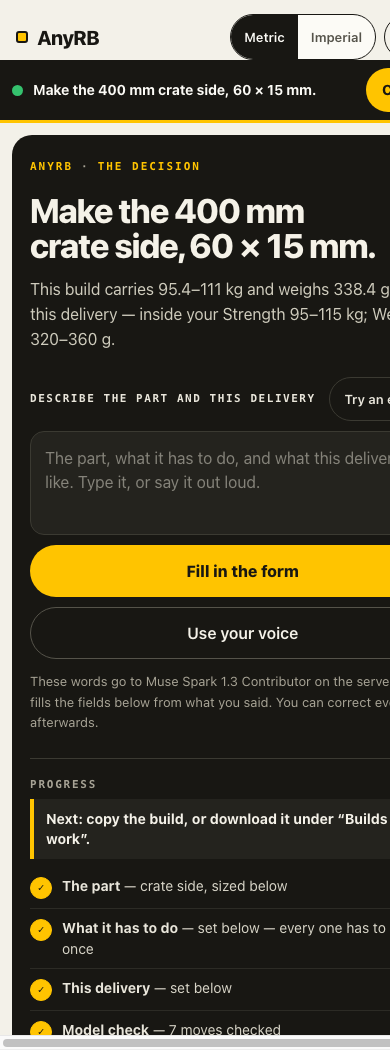 AnyRB
Metric
Imperial
Make the 400 mm crate side, 60 × 15 mm.
ANYRB · THE DECISION
Make the 400 mm
crate side, 60 × 15 mm.
This build carries 95.4–111 kg and weighs 338.4 g
this delivery — inside your Strength 95–115 kg; We
320–360 g.
DESCRIBE THE PART AND THIS DELIVERY
Try an e
The part, what it has to do, and what this deliver
like. Type it, or say it out loud.
Fill in the form
Use your voice
These words go to Muse Spark 1.3 Contributor on the serve
fills the fields below from what you said. You can correct ev
afterwards.
PROGRESS
Next: copy the build, or download it under “Builds
work”.
The part — crate side, sized below
What it has to do — set below — every one has to
once
This delivery — set below
Model check — 7 moves checked